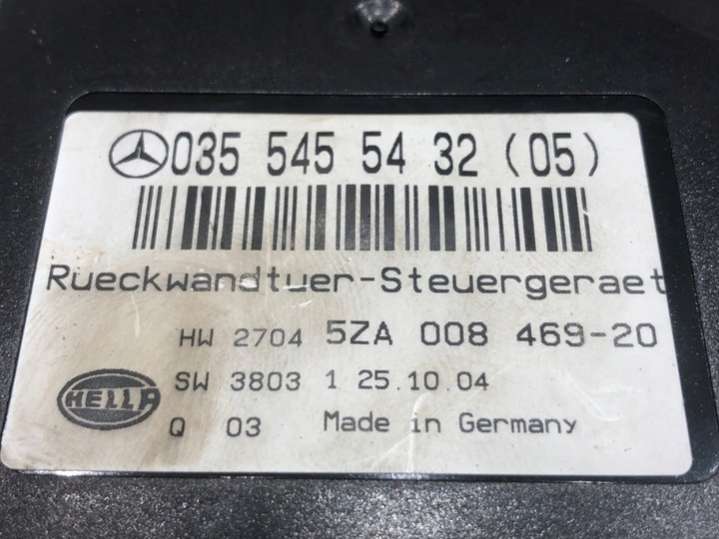 035 545 54 32 (05)
Rueckwandtuer-Steuergeraet
HW 2704 5ZA 008 469-20
SW 3803 1 25.10.04
HELLA
Q 03 Made in Germany